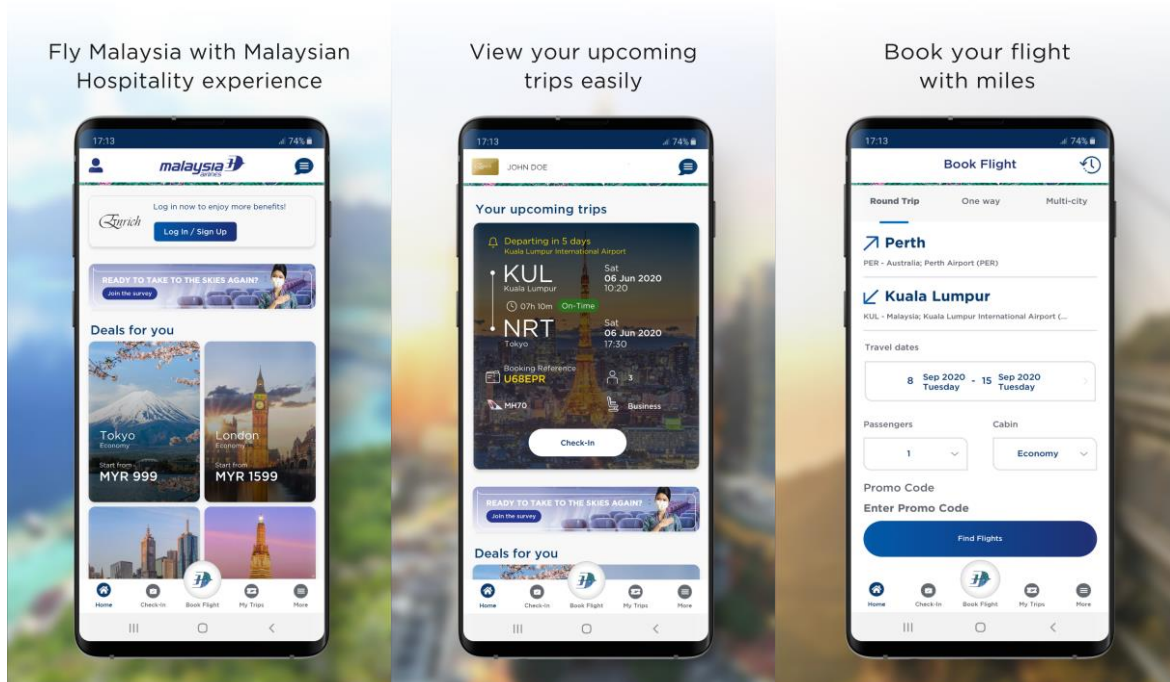 Fly Malaysia with Malaysian
Hospitality experience
17:13
74%
malaysia
airlines
Enrich
Log in now to enjoy more benefits!
Log In / Sign Up
READY TO TAKE TO THE SKIES AGAIN?
Join the survey
Deals for you
Tokyo
Economy
Start from
MYR 999
London
Economy
Start from
MYR 1599
Home
Check-In
Book Flight
My Trips
More
View your upcoming
trips easily
17:13
74%
JOHN DOE
Your upcoming trips
Departing in 5 days
Kuala Lumpur International Airport
KUL
Kuala Lumpur
Sat
06 Jun 2020
10:20
07h 10m On-Time
NRT
Tokyo
Sat
06 Jun 2020
17:30
Booking Reference
U68EPR
3
MH70
Business
Check-In
READY TO TAKE TO THE SKIES AGAIN?
Join the survey
Deals for you
Home
Check-In
Book Flight
My Trips
More
Book your flight
with miles
17:13
74%
Book Flight
Round Trip
One way
Multi-city
Perth
PER - Australia; Perth Airport (PER)
Kuala Lumpur
KUL - Malaysia; Kuala Lumpur International Airport (...
Travel dates
8 Sep 2020 - 15 Sep 2020
Tuesday Tuesday
Passengers
Cabin
1
Economy
Promo Code
Enter Promo Code
Find Flights
Home
Check-In
Book Flight
My Trips
More